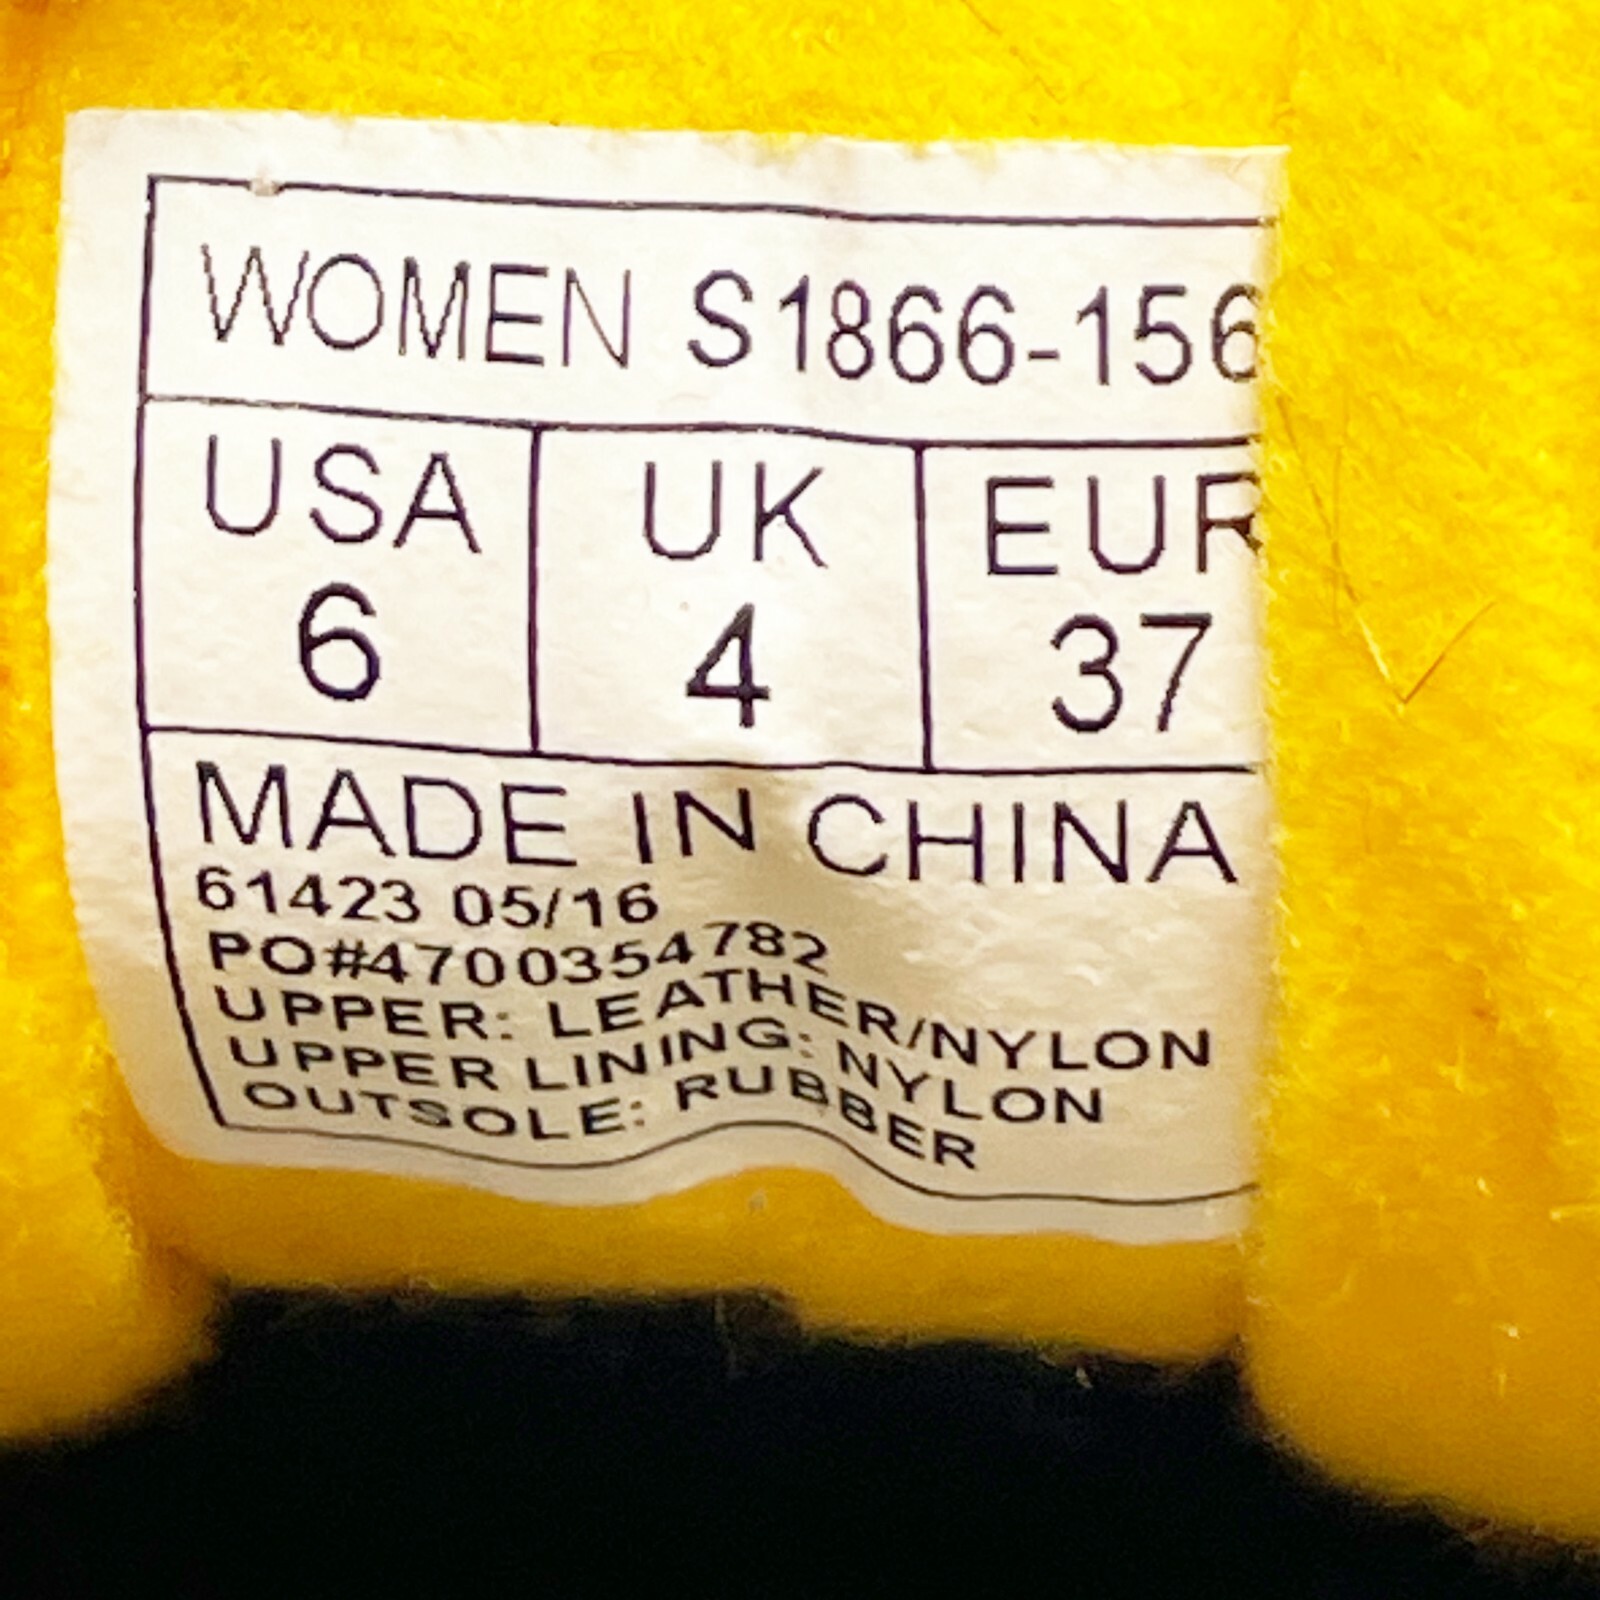 WOMEN S1866-156
USA UK EUR
6 4 37
MADE IN CHINA
61423 05/16
PO#4700354782
UPPER: LEATHER/NYLON
UPPER LINING: NYLON
OUTSOLE: RUBBER